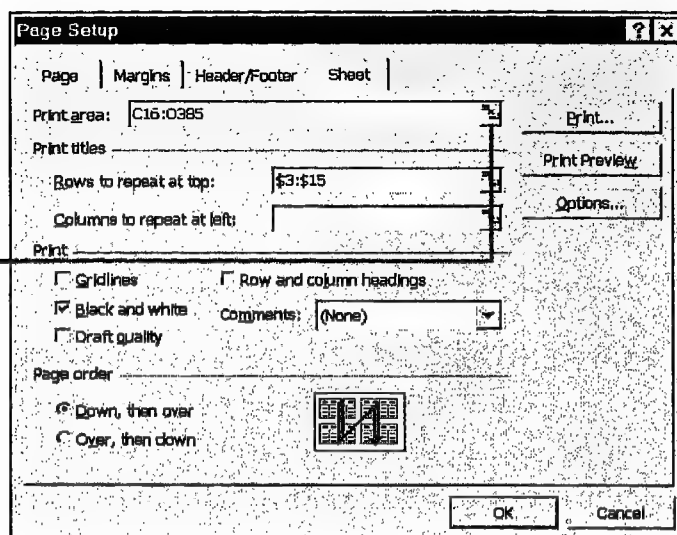 Page Setup
Page Margins Header/Footer Sheet
Print area: C16:O385
Print...
Print titles
Print Preview
Rows to repeat at top: $3:$15
Options...
Columns to repeat at left:
Print
Gridlines Row and column headings
Black and white Comments: (None)
Draft quality
Page order
Down, then over
Over, then down
OK Cancel